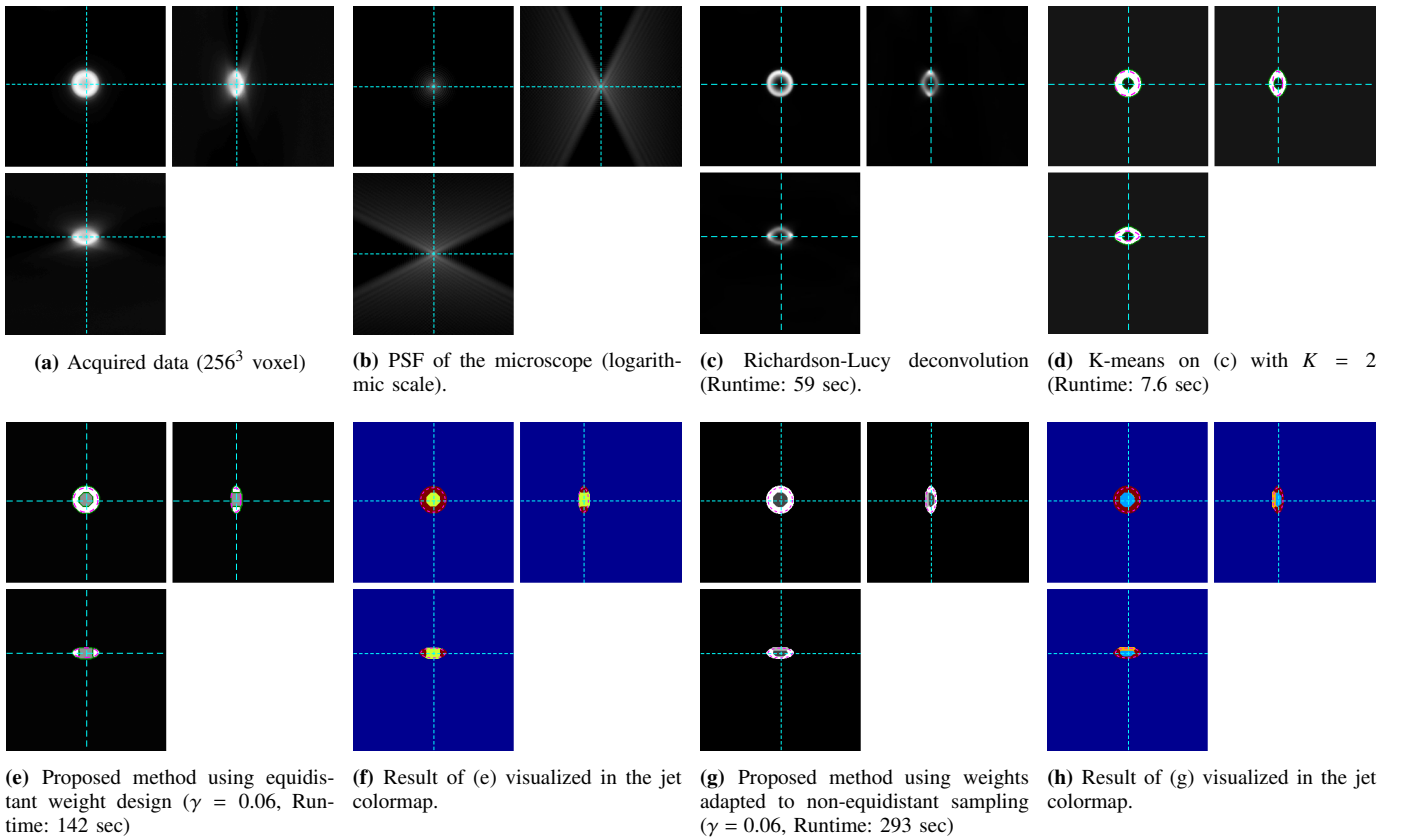 (a) Acquired data (256³ voxel)
(b) PSF of the microscope (logarith-
mic scale).
(c) Richardson-Lucy deconvolution
(Runtime: 59 sec).
(d) K-means on (c) with K = 2
(Runtime: 7.6 sec)
(e) Proposed method using equidis-
tant weight design (γ = 0.06, Run-
time: 142 sec)
(f) Result of (e) visualized in the jet
colormap.
(g) Proposed method using weights
adapted to non-equidistant sampling
(γ = 0.06, Runtime: 293 sec)
(h) Result of (g) visualized in the jet
colormap.